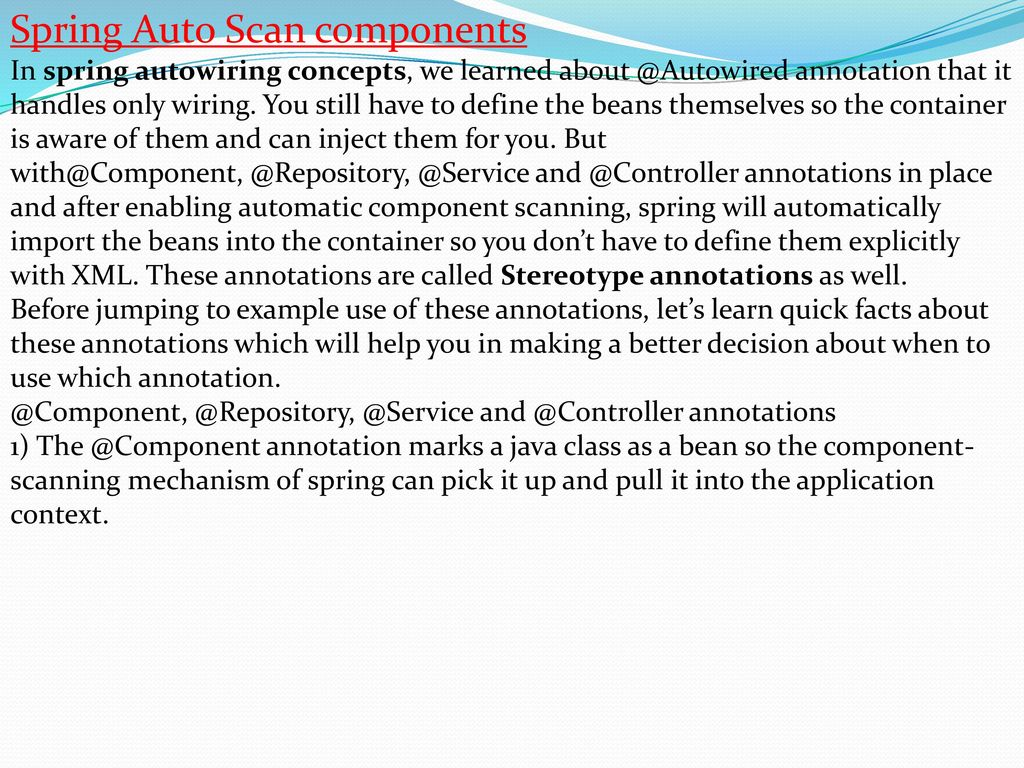 Spring Auto Scan components
In spring autowiring concepts, we learned about @Autowired annotation that it
handles only wiring. You still have to define the beans themselves so the container
is aware of them and can inject them for you. But
with@Component, @Repository, @Service and @Controller annotations in place
and after enabling automatic component scanning, spring will automatically
import the beans into the container so you don’t have to define them explicitly
with XML. These annotations are called Stereotype annotations as well.
Before jumping to example use of these annotations, let’s learn quick facts about
these annotations which will help you in making a better decision about when to
use which annotation.
@Component, @Repository, @Service and @Controller annotations
1) The @Component annotation marks a java class as a bean so the component-
scanning mechanism of spring can pick it up and pull it into the application
context.